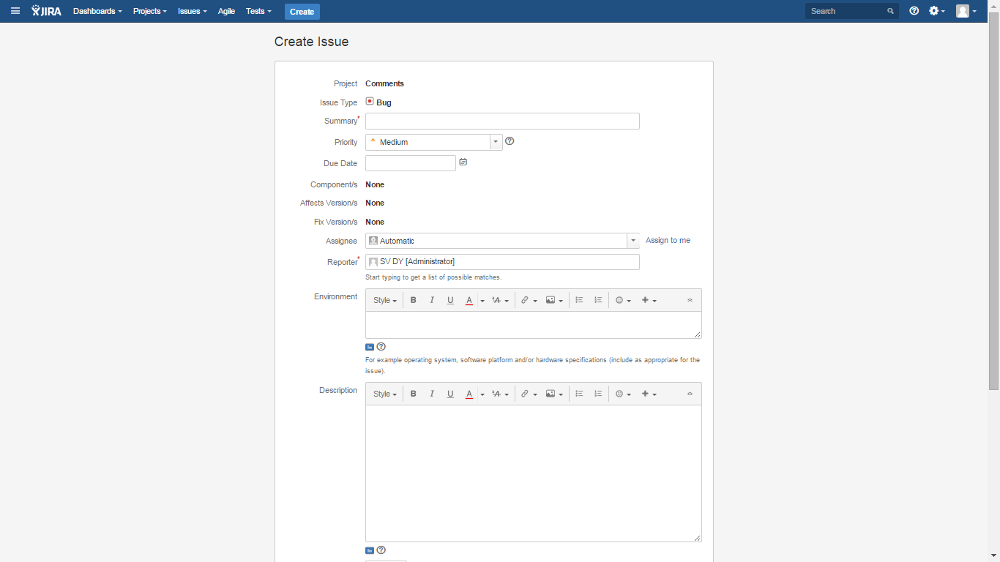 JIRA Dashboards Projects Issues Agile Tests Create Search
Create Issue
Project Comments
Issue Type Bug
Summary*
Priority Medium
Due Date
Component/s None
Affects Version/s None
Fix Version/s None
Assignee Automatic Assign to me
Reporter* SV DY [Administrator]
Start typing to get a list of possible matches.
Environment Style B I U A ªA
For example operating system, software platform and/or hardware specifications (include as appropriate for the
issue).
Description Style B I U A ªA